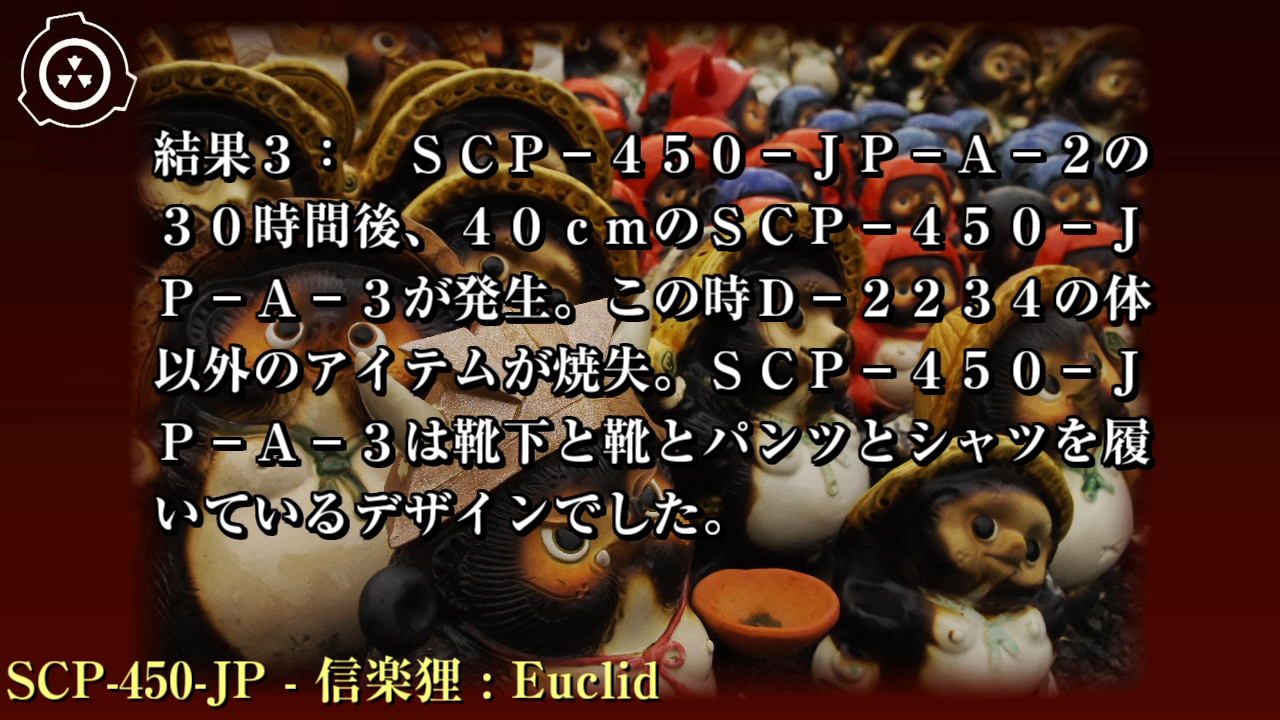 結果３：　ＳＣＰ－４５０－ＪＰ－Ａ－２の
３０時間後、４０ｃｍのＳＣＰ－４５０－Ｊ
Ｐ－Ａ－３が発生。この時Ｄ－２２３４の体
以外のアイテムが焼失。ＳＣＰ－４５０－Ｊ
Ｐ－Ａ－３は靴下と靴とパンツとシャツを履
いているデザインでした。
SCP-450-JP - 信楽狸：Euclid